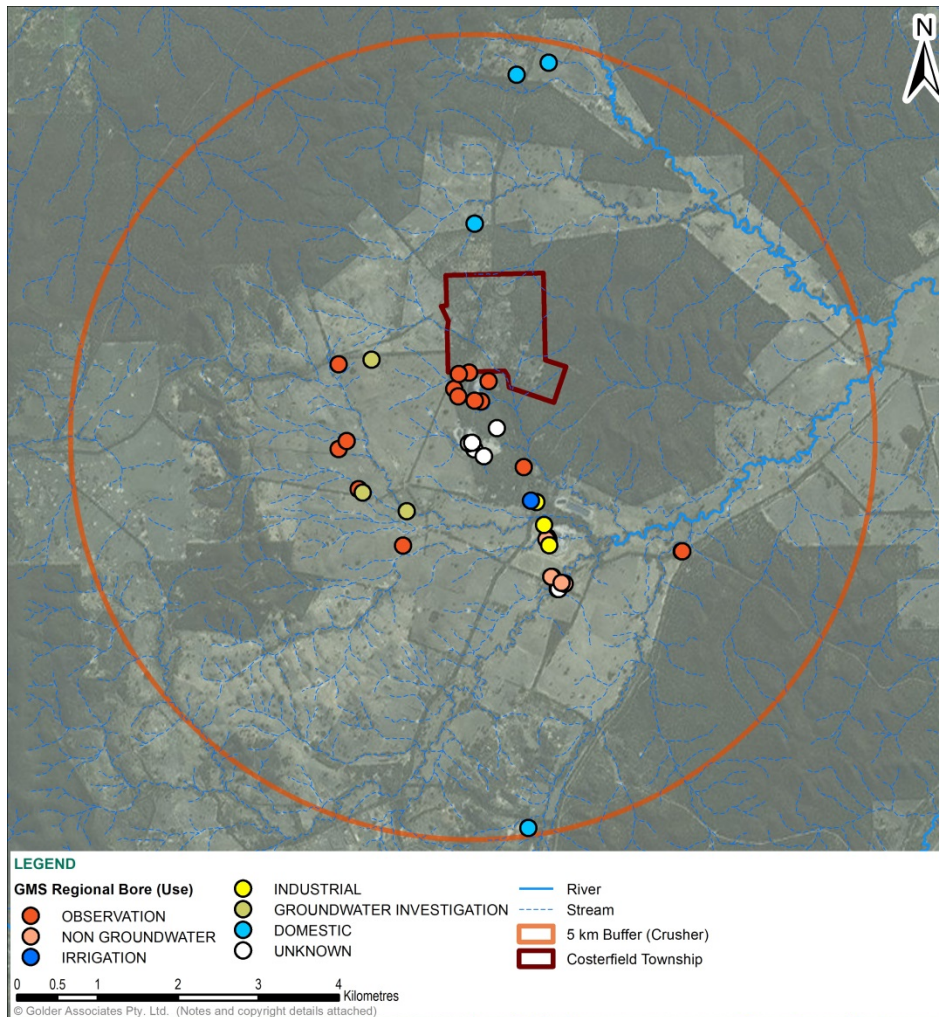 N
LEGEND
GMS Regional Bore (Use)
OBSERVATION
NON GROUNDWATER
IRRIGATION
INDUSTRIAL
GROUNDWATER INVESTIGATION
DOMESTIC
UNKNOWN
River
Stream
5 km Buffer (Crusher)
Costerfield Township
0 0.5 1 2 3 4
Kilometres
© Golder Associates Pty. Ltd. (Notes and copyright details attached)